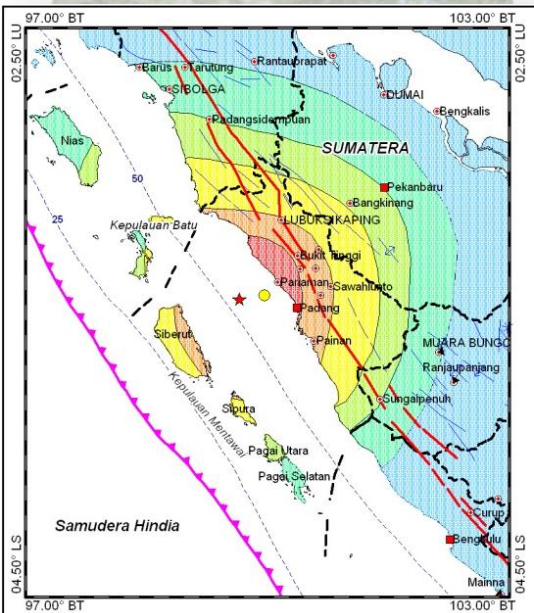 97.00° BT
103.00° BT
02.50° LU
02.50° LU
Barus
Tarutung
Rantauprapat
SIBOLGA
DUMAI
Bengkalis
Padangsidempuan
SUMATERA
Nias
50
Pekanbaru
Bangkinang
25
LUBUKSIKAPING
Kepulauan Batu
Bukit Tinggi
Pariaman
Sawahlunto
Padang
Siberut
Painan
MUARA BUNGO
Ranjaupanjang
Kepulauan Mentawai
Sipura
Sungaipenuh
Pagai Utara
Pagai Selatan
Samudera Hindia
Curup
Bengkulu
Mainna
04.50° LS
04.50° LS
97.00° BT
103.00° BT